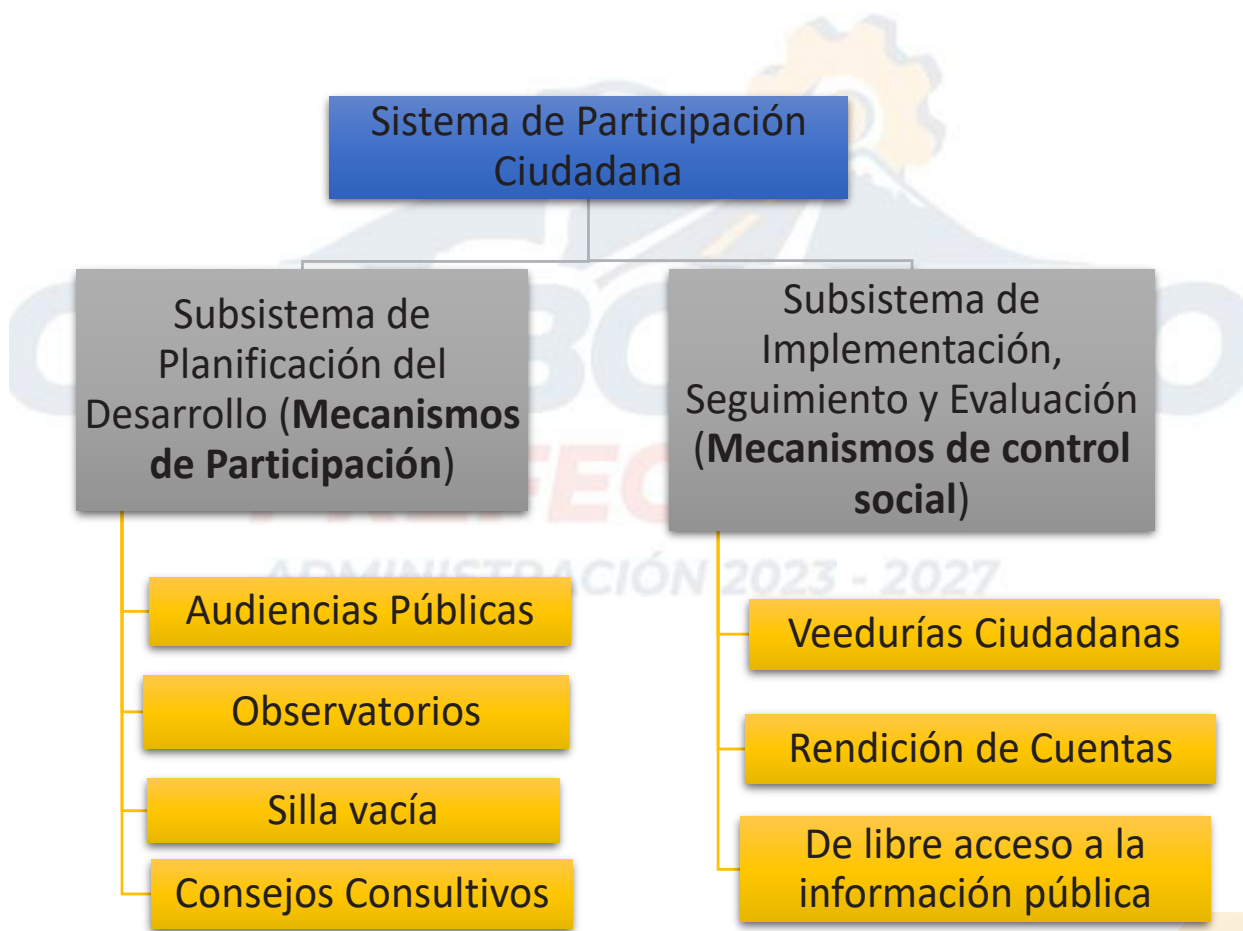 Sistema de Participación
Ciudadana
Subsistema de
Planificación del
Desarrollo (Mecanismos
de Participación)
Audiencias Públicas
Observatorios
Silla vacía
Consejos Consultivos
Subsistema de
Implementación,
Seguimiento y Evaluación
(Mecanismos de control
social)
Veedurías Ciudadanas
Rendición de Cuentas
De libre acceso a la
información pública
ADMINISTRACIÓN 2023 - 2027